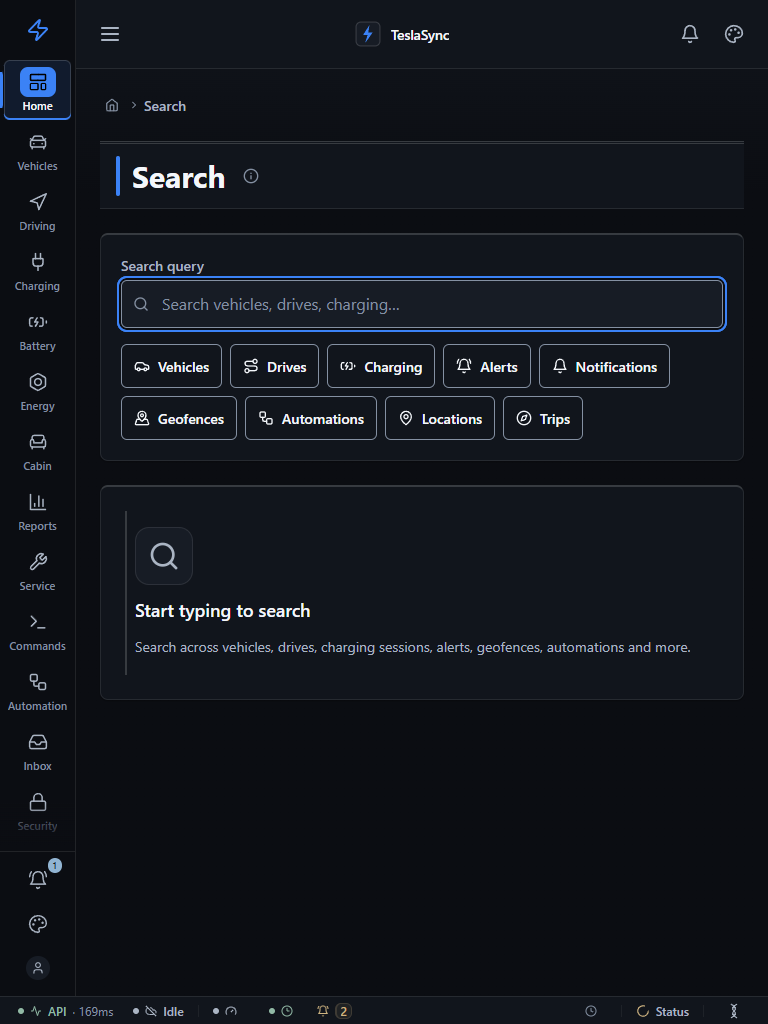 TeslaSync
Home
Vehicles
Driving
Charging
Battery
Energy
Cabin
Reports
Service
Commands
Automation
Inbox
Security
1
Search
Search
Search query
Search vehicles, drives, charging...
Vehicles Drives Charging Alerts Notifications
Geofences Automations Locations Trips
Start typing to search
Search across vehicles, drives, charging sessions, alerts, geofences, automations and more.
API · 169ms Idle 2 Status